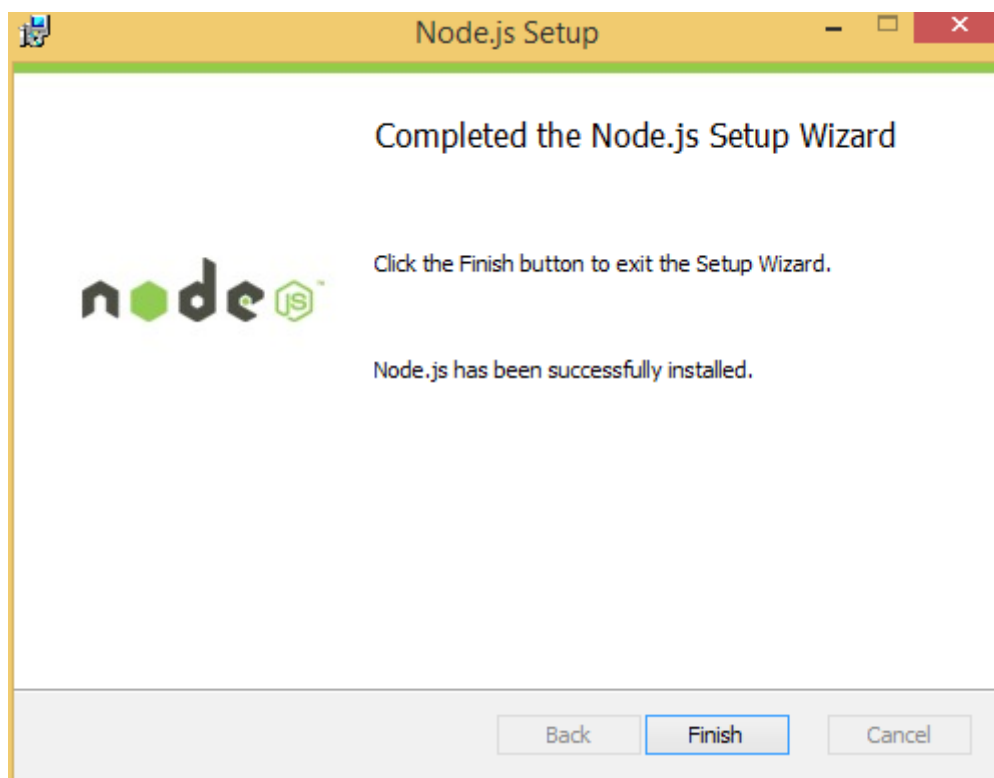 Node.js Setup
Completed the Node.js Setup Wizard
Click the Finish button to exit the Setup Wizard.
node JS™
Node.js has been successfully installed.
Back Finish Cancel